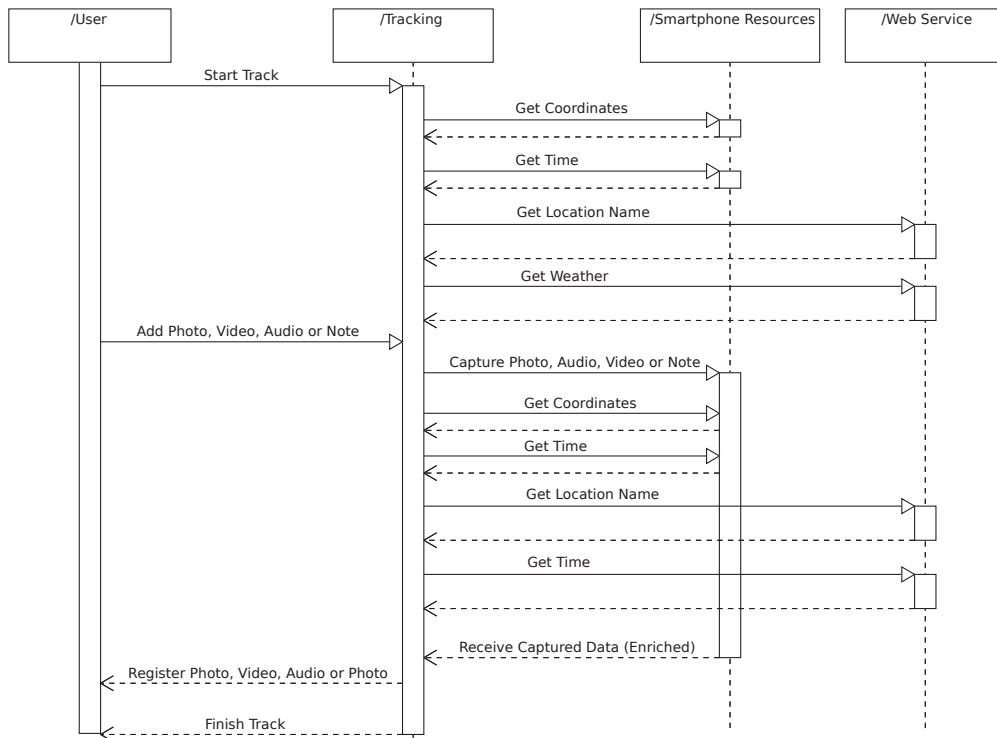 /User
/Tracking
/Smartphone Resources
/Web Service
Start Track
Get Coordinates
Get Time
Get Location Name
Get Weather
Add Photo, Video, Audio or Note
Capture Photo, Audio, Video or Note
Get Coordinates
Get Time
Get Location Name
Get Time
Receive Captured Data (Enriched)
Register Photo, Video, Audio or Photo
Finish Track